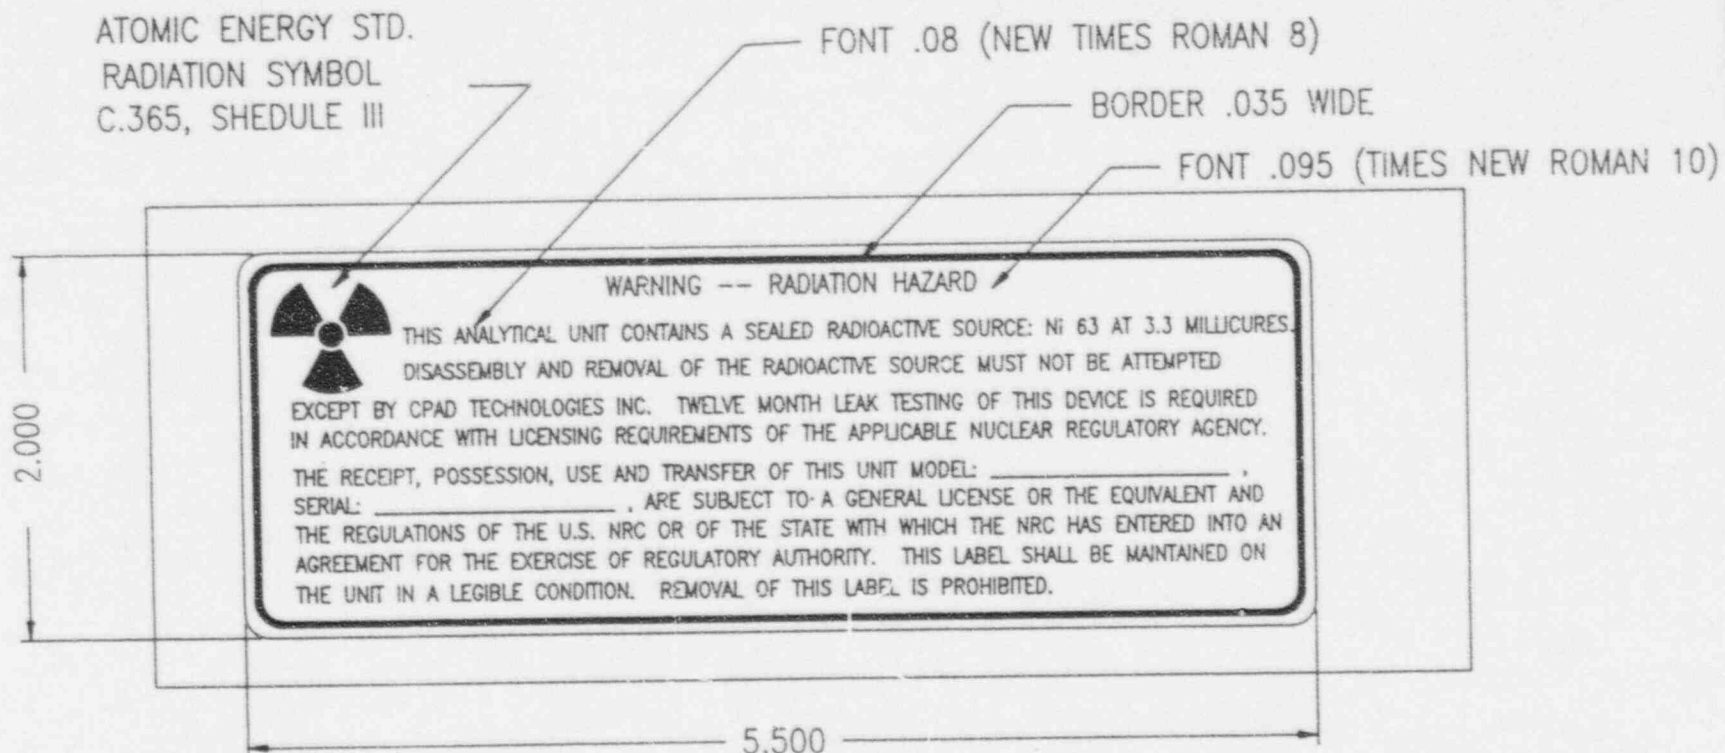 ATOMIC ENERGY STD.
RADIATION SYMBOL
C.365, SHEDULE III
FONT .08 (NEW TIMES ROMAN 8)
BORDER .035 WIDE
FONT .095 (TIMES NEW ROMAN 10)
WARNING -- RADIATION HAZARD
THIS ANALYTICAL UNIT CONTAINS A SEALED RADIOACTIVE SOURCE: Ni 63 AT 3.3 MILLICURES.
DISASSEMBLY AND REMOVAL OF THE RADIOACTIVE SOURCE MUST NOT BE ATTEMPTED
EXCEPT BY CPAD TECHNOLOGIES INC. TWELVE MONTH LEAK TESTING OF THIS DEVICE IS REQUIRED
IN ACCORDANCE WITH LICENSING REQUIREMENTS OF THE APPLICABLE NUCLEAR REGULATORY AGENCY.
THE RECEIPT, POSSESSION, USE AND TRANSFER OF THIS UNIT MODEL: ____________________ ,
SERIAL: ____________________ , ARE SUBJECT TO A GENERAL LICENSE OR THE EQUIVALENT AND
THE REGULATIONS OF THE U.S. NRC OR OF THE STATE WITH WHICH THE NRC HAS ENTERED INTO AN
AGREEMENT FOR THE EXERCISE OF REGULATORY AUTHORITY. THIS LABEL SHALL BE MAINTAINED ON
THE UNIT IN A LEGIBLE CONDITION. REMOVAL OF THIS LABEL IS PROHIBITED.
2.000
5.500